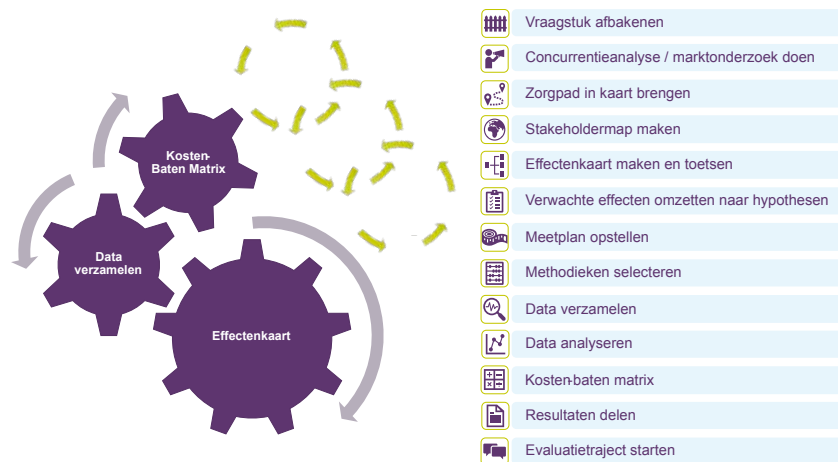 Kosten-
Baten Matrix
Data
verzamelen
Effectenkaart
Vraagstuk afbakenen
Concurrentieanalyse / marktonderzoek doen
Zorgpad in kaart brengen
Stakeholdermap maken
Effectenkaart maken en toetsen
Verwachte effecten omzetten naar hypothesen
Meetplan opstellen
Methodieken selecteren
Data verzamelen
Data analyseren
Kosten-baten matrix
Resultaten delen
Evaluatietraject starten